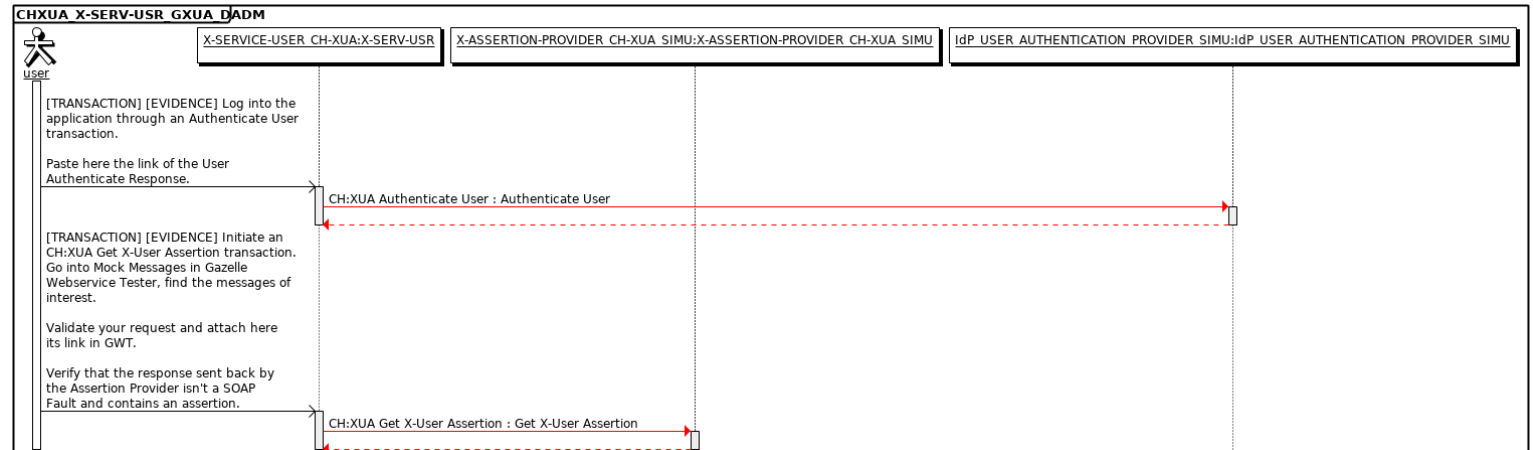 CHXUA_X-SERV-USR_GXUA_DADM
X-SERVICE-USER_CH-XUA:X-SERV-USR
X-ASSERTION-PROVIDER_CH-XUA_SIMU:X-ASSERTION-PROVIDER_CH-XUA_SIMU
IdP_USER_AUTHENTICATION_PROVIDER_SIMU:IdP_USER_AUTHENTICATION_PROVIDER_SIMU
user
[TRANSACTION] [EVIDENCE] Log into the
application through an Authenticate User
transaction.
Paste here the link of the User
Authenticate Response.
CH:XUA Authenticate User : Authenticate User
[TRANSACTION] [EVIDENCE] Initiate an
CH:XUA Get X-User Assertion transaction.
Go into Mock Messages in Gazelle
Webservice Tester, find the messages of
interest.
Validate your request and attach here
its link in GWT.
Verify that the response sent back by
the Assertion Provider isn't a SOAP
Fault and contains an assertion.
CH:XUA Get X-User Assertion : Get X-User Assertion